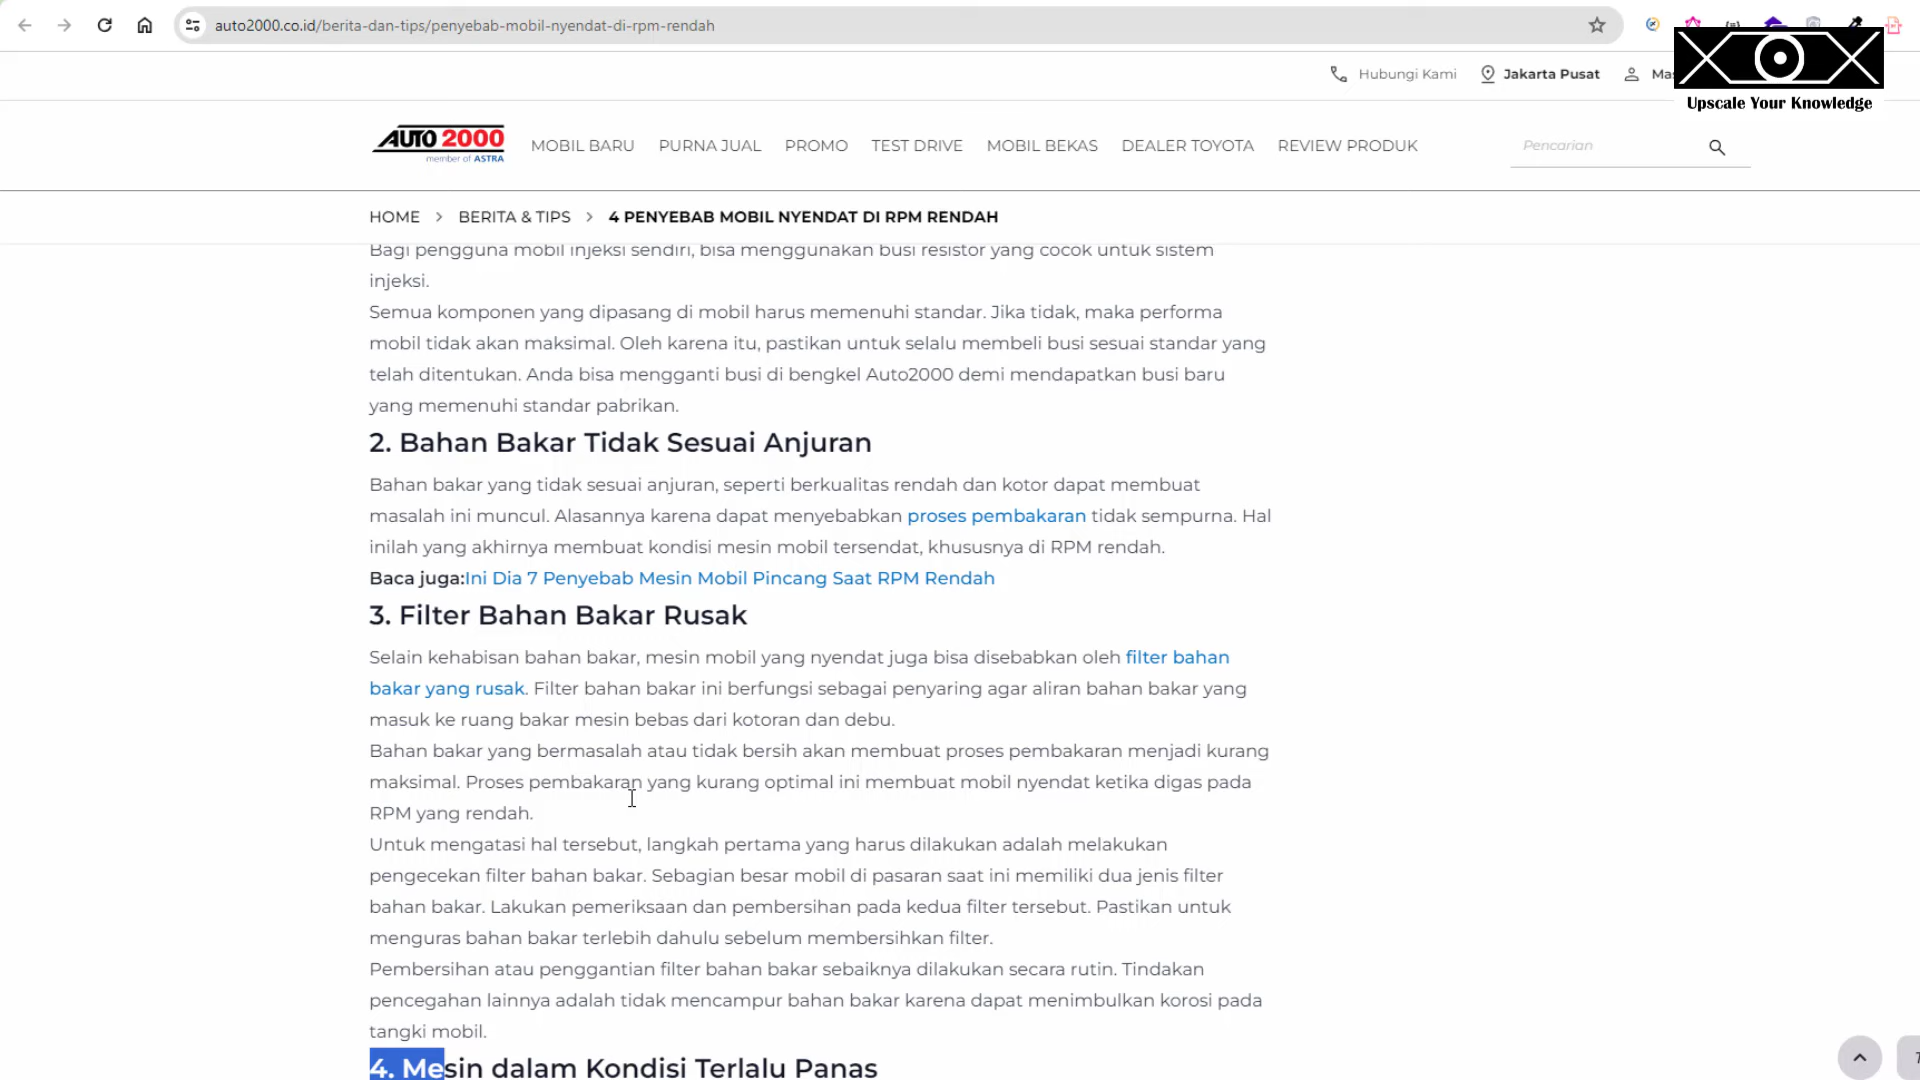 auto2000.co.id/berita-dan-tips/penyebab-mobil-nyendat-di-rpm-rendah
Hubungi Kami
Jakarta Pusat
Mas
Upscale Your Knowledge
AUTO 2000
member of ASTRA
MOBIL BARU
PURNA JUAL
PROMO
TEST DRIVE
MOBIL BEKAS
DEALER TOYOTA
REVIEW PRODUK
Pencarian
HOME > BERITA & TIPS > 4 PENYEBAB MOBIL NYENDAT DI RPM RENDAH
Bagi pengguna mobil injeksi sendiri, bisa menggunakan busi resistor yang cocok untuk sistem
injeksi.
Semua komponen yang dipasang di mobil harus memenuhi standar. Jika tidak, maka performa
mobil tidak akan maksimal. Oleh karena itu, pastikan untuk selalu membeli busi sesuai standar yang
telah ditentukan. Anda bisa mengganti busi di bengkel Auto2000 demi mendapatkan busi baru
yang memenuhi standar pabrikan.
2. Bahan Bakar Tidak Sesuai Anjuran
Bahan bakar yang tidak sesuai anjuran, seperti berkualitas rendah dan kotor dapat membuat
masalah ini muncul. Alasannya karena dapat menyebabkan proses pembakaran tidak sempurna. Hal
inilah yang akhirnya membuat kondisi mesin mobil tersendat, khususnya di RPM rendah.
Baca juga:Ini Dia 7 Penyebab Mesin Mobil Pincang Saat RPM Rendah
3. Filter Bahan Bakar Rusak
Selain kehabisan bahan bakar, mesin mobil yang nyendat juga bisa disebabkan oleh filter bahan
bakar yang rusak. Filter bahan bakar ini berfungsi sebagai penyaring agar aliran bahan bakar yang
masuk ke ruang bakar mesin bebas dari kotoran dan debu.
Bahan bakar yang bermasalah atau tidak bersih akan membuat proses pembakaran menjadi kurang
maksimal. Proses pembakaran yang kurang optimal ini membuat mobil nyendat ketika digas pada
RPM yang rendah.
Untuk mengatasi hal tersebut, langkah pertama yang harus dilakukan adalah melakukan
pengecekan filter bahan bakar. Sebagian besar mobil di pasaran saat ini memiliki dua jenis filter
bahan bakar. Lakukan pemeriksaan dan pembersihan pada kedua filter tersebut. Pastikan untuk
menguras bahan bakar terlebih dahulu sebelum membersihkan filter.
Pembersihan atau penggantian filter bahan bakar sebaiknya dilakukan secara rutin. Tindakan
pencegahan lainnya adalah tidak mencampur bahan bakar karena dapat menimbulkan korosi pada
tangki mobil.
4. Mesin dalam Kondisi Terlalu Panas